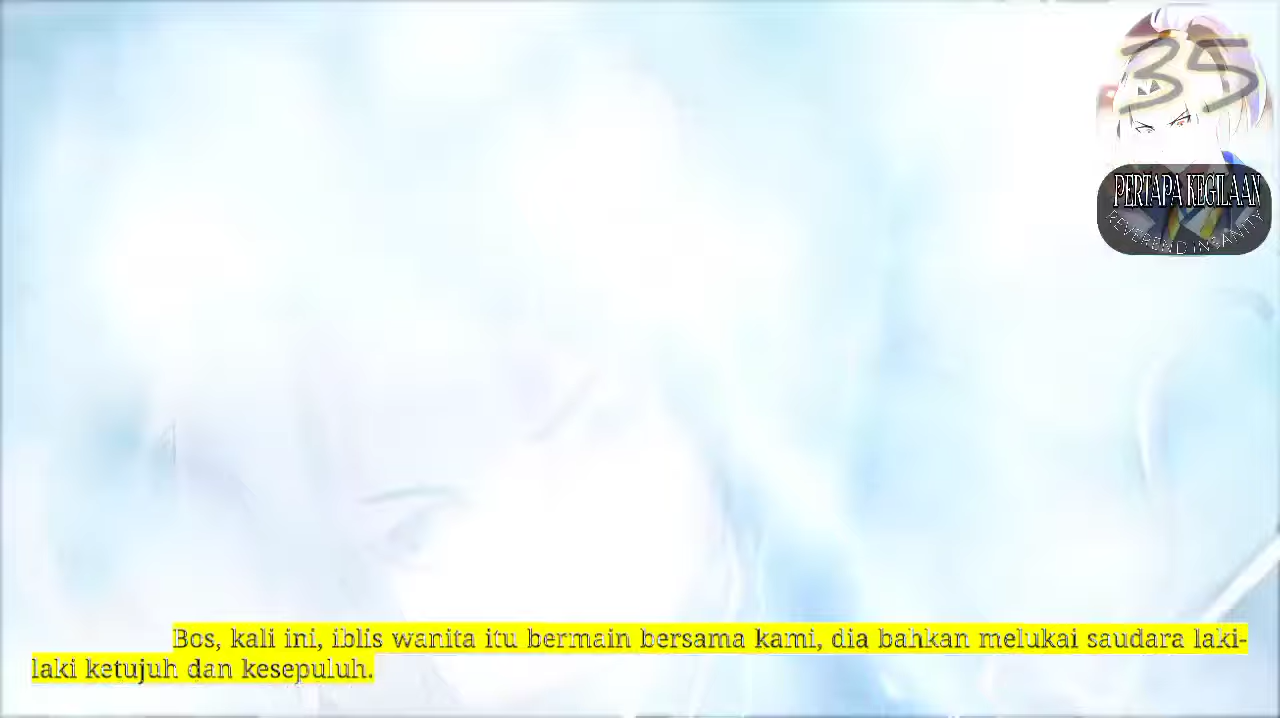 35
PERTAPA KEGILAAN
REVEREND INSANITY
Bos, kali ini, iblis wanita itu bermain bersama kami, dia bahkan melukai saudara laki-
laki ketujuh dan kesepuluh.